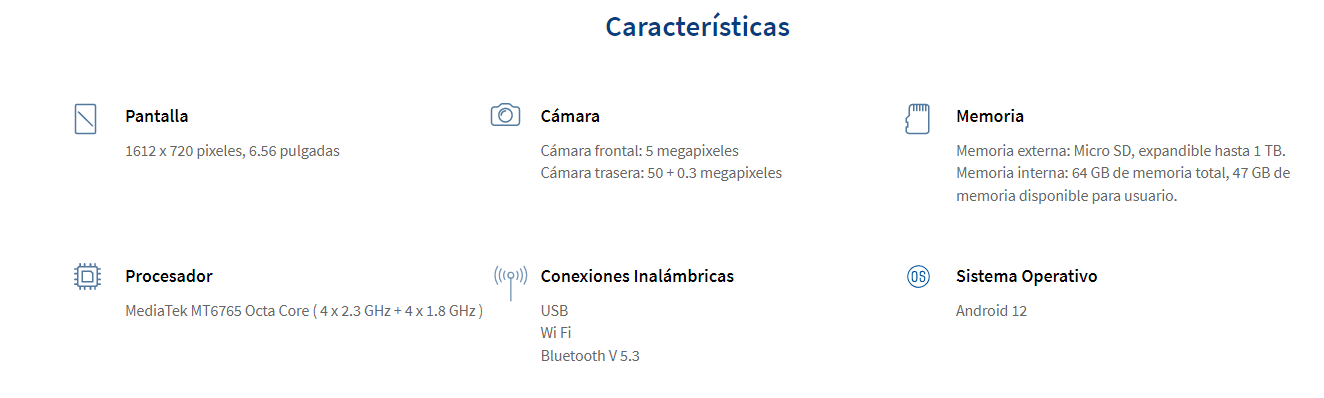 Características
Pantalla
1612 x 720 pixeles, 6.56 pulgadas
Cámara
Cámara frontal: 5 megapixeles
Cámara trasera: 50 + 0.3 megapixeles
Memoria
Memoria externa: Micro SD, expandible hasta 1 TB.
Memoria interna: 64 GB de memoria total, 47 GB de
memoria disponible para usuario.
Procesador
MediaTek MT6765 Octa Core ( 4 x 2.3 GHz + 4 x 1.8 GHz )
Conexiones Inalámbricas
USB
Wi Fi
Bluetooth V 5.3
OS
Sistema Operativo
Android 12